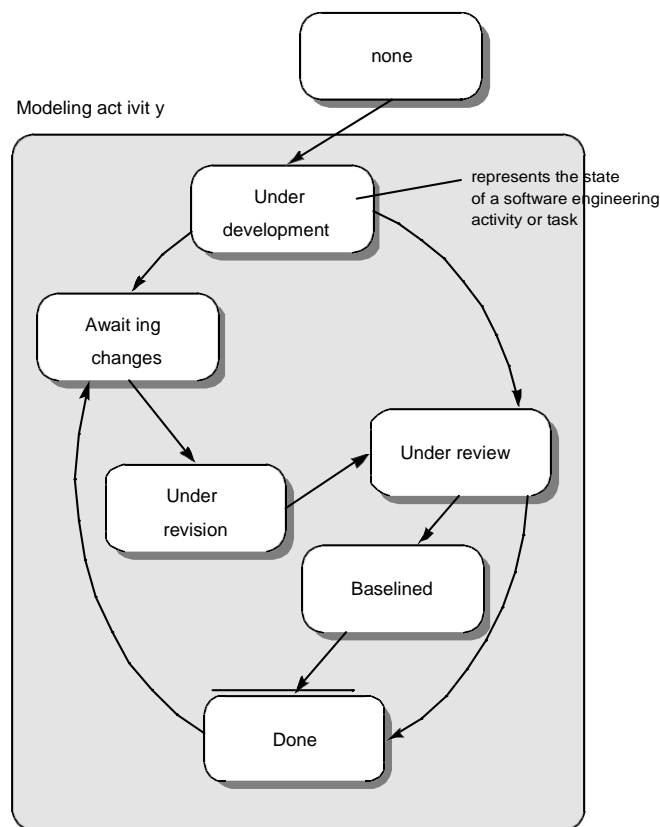 none
Modeling act ivit y
represents the state
of a software engineering
activity or task
Under
development
Await ing
changes
Under review
Under
revision
Baselined
Done